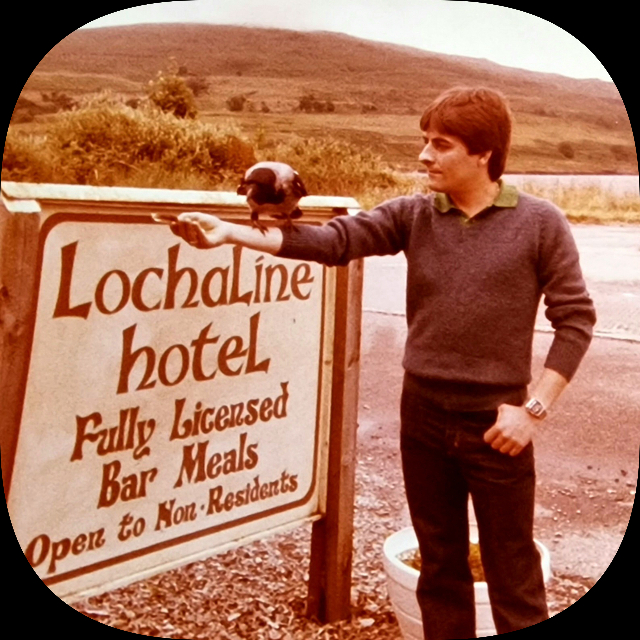 Lochaline
hotel
Fully Licensed
Bar Meals
Open to Non-Residents